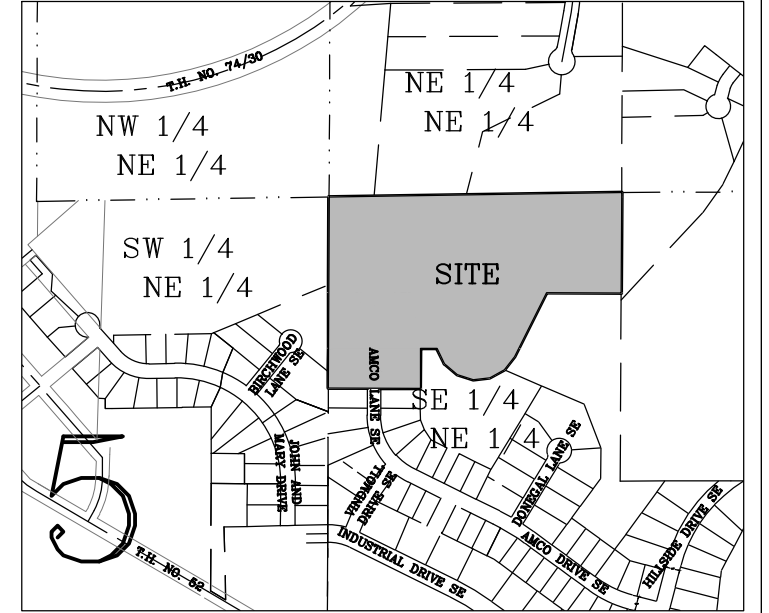 T.H. NO. 74/30
NE 1/4
NE 1/4
NW 1/4
NE 1/4
SW 1/4
NE 1/4
SITE
BIRCHWOOD
LANE SE
AMCO LANE SE
SE 1/4
NE 1/4
JOHN AND
MARY DRIVE
DRIVE SE
DONEGAL LANE SE
5
T.H. NO. 52
INDUSTRIAL DRIVE SE
AMCO DRIVE SE
HILLSIDE DRIVE SE